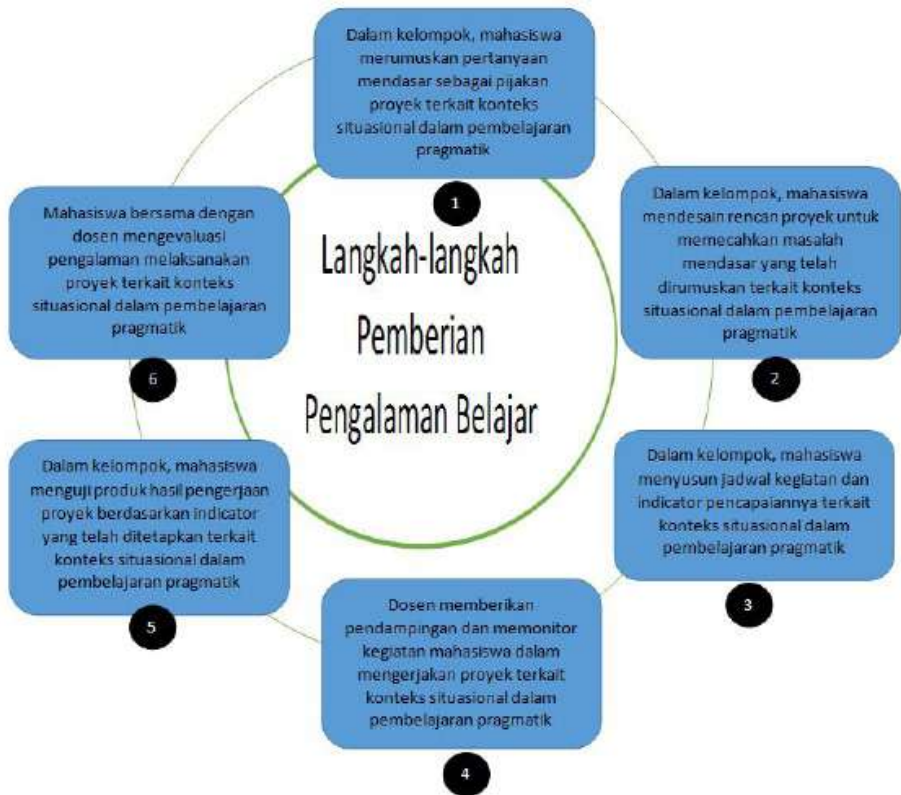 Dalam kelompok, mahasiswa
merumuskan pertanyaan
mendasar sebagai pijakan
proyek terkait konteks
situasional dalam pembelajaran
pragmatik
1
Dalam kelompok, mahasiswa
mendesain rencan proyek untuk
memecahkan masalah
mendasar yang telah
dirumuskan terkait konteks
situasional dalam pembelajaran
pragmatik
2
Dalam kelompok, mahasiswa
menyusun jadwal kegiatan dan
indicator pencapaiannya terkait
konteks situasional dalam
pembelajaran pragmatik
3
Dosen memberikan
pendampingan dan memonitor
kegiatan mahasiswa dalam
mengerjakan proyek terkait
konteks situasional dalam
pembelajaran pragmatik
4
Dalam kelompok, mahasiswa
menguji produk hasil pengerjaan
proyek berdasarkan indicator
yang telah ditetapkan terkait
konteks situasional dalam
pembelajaran pragmatik
5
Mahasiswa bersama dengan
dosen mengevaluasi
pengalaman melaksanakan
proyek terkait konteks
situasional dalam pembelajaran
pragmatik
6
Langkah-langkah
Pemberian
Pengalaman Belajar